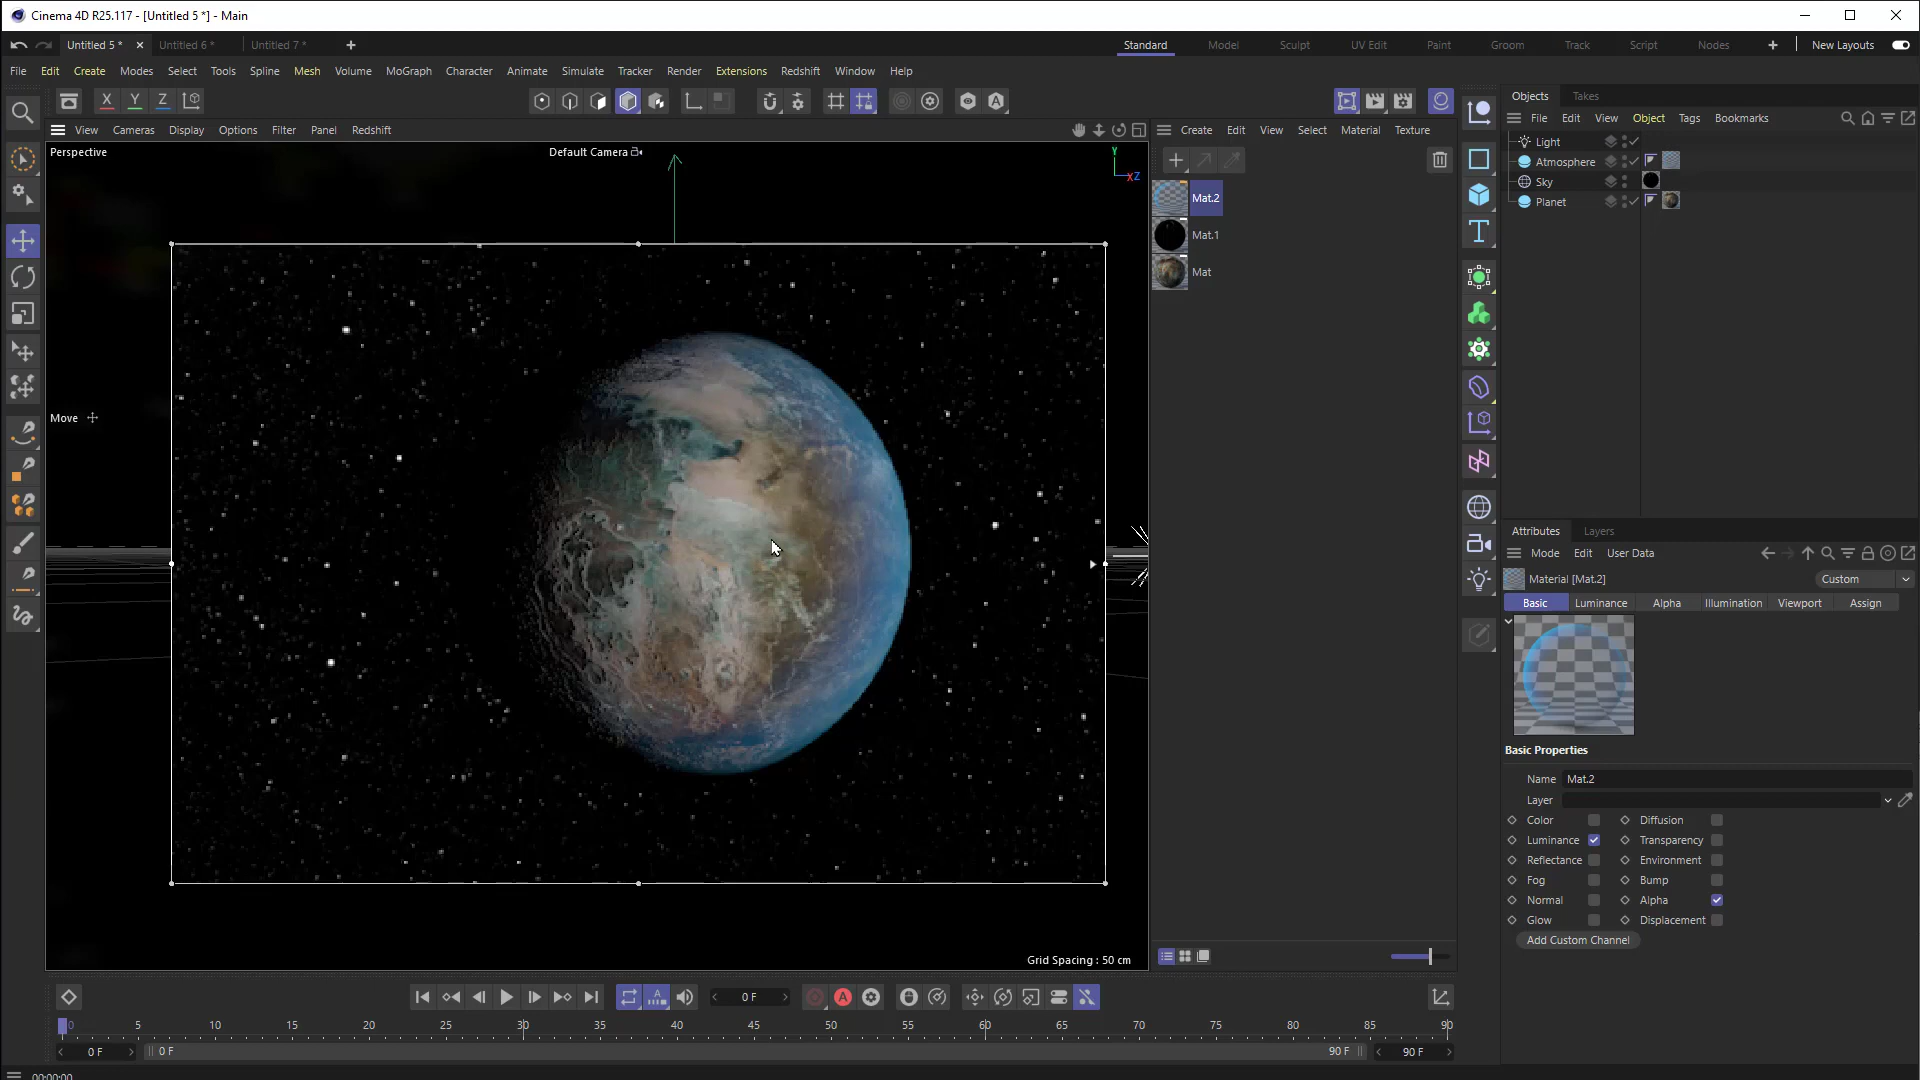 Cinema 4D R25.117 - [Untitled 5 *] - Main
Untitled 5 * Untitled 6 * Untitled 7 *
Standard Model Sculpt UV Edit Paint Groom Track Script Nodes New Layouts
File Edit Create Modes Select Tools Spline Mesh Volume MoGraph Character Animate Simulate Tracker Render Extensions Redshift Window Help
X Y Z
View Cameras Display Options Filter Panel Redshift
Perspective
Default Camera
Y
XZ
Move
Grid Spacing : 50 cm
Create Edit View Select Material Texture
Mat.2
Mat.1
Mat
Objects Takes
File Edit View Object Tags Bookmarks
Light
Atmosphere
Sky
Planet
Attributes Layers
Mode Edit User Data
Material [Mat.2]
Custom
Basic Luminance Alpha Illumination Viewport Assign
Basic Properties
Name Mat.2
Layer
Color Diffusion
Luminance Transparency
Reflectance Environment
Fog Bump
Normal Alpha
Glow Displacement
Add Custom Channel
0 F
0 5 10 15 20 25 30 35 40 45 50 55 60 65 70 75 80 85 90
0 F 0 F 90 F 90 F
00:00:00